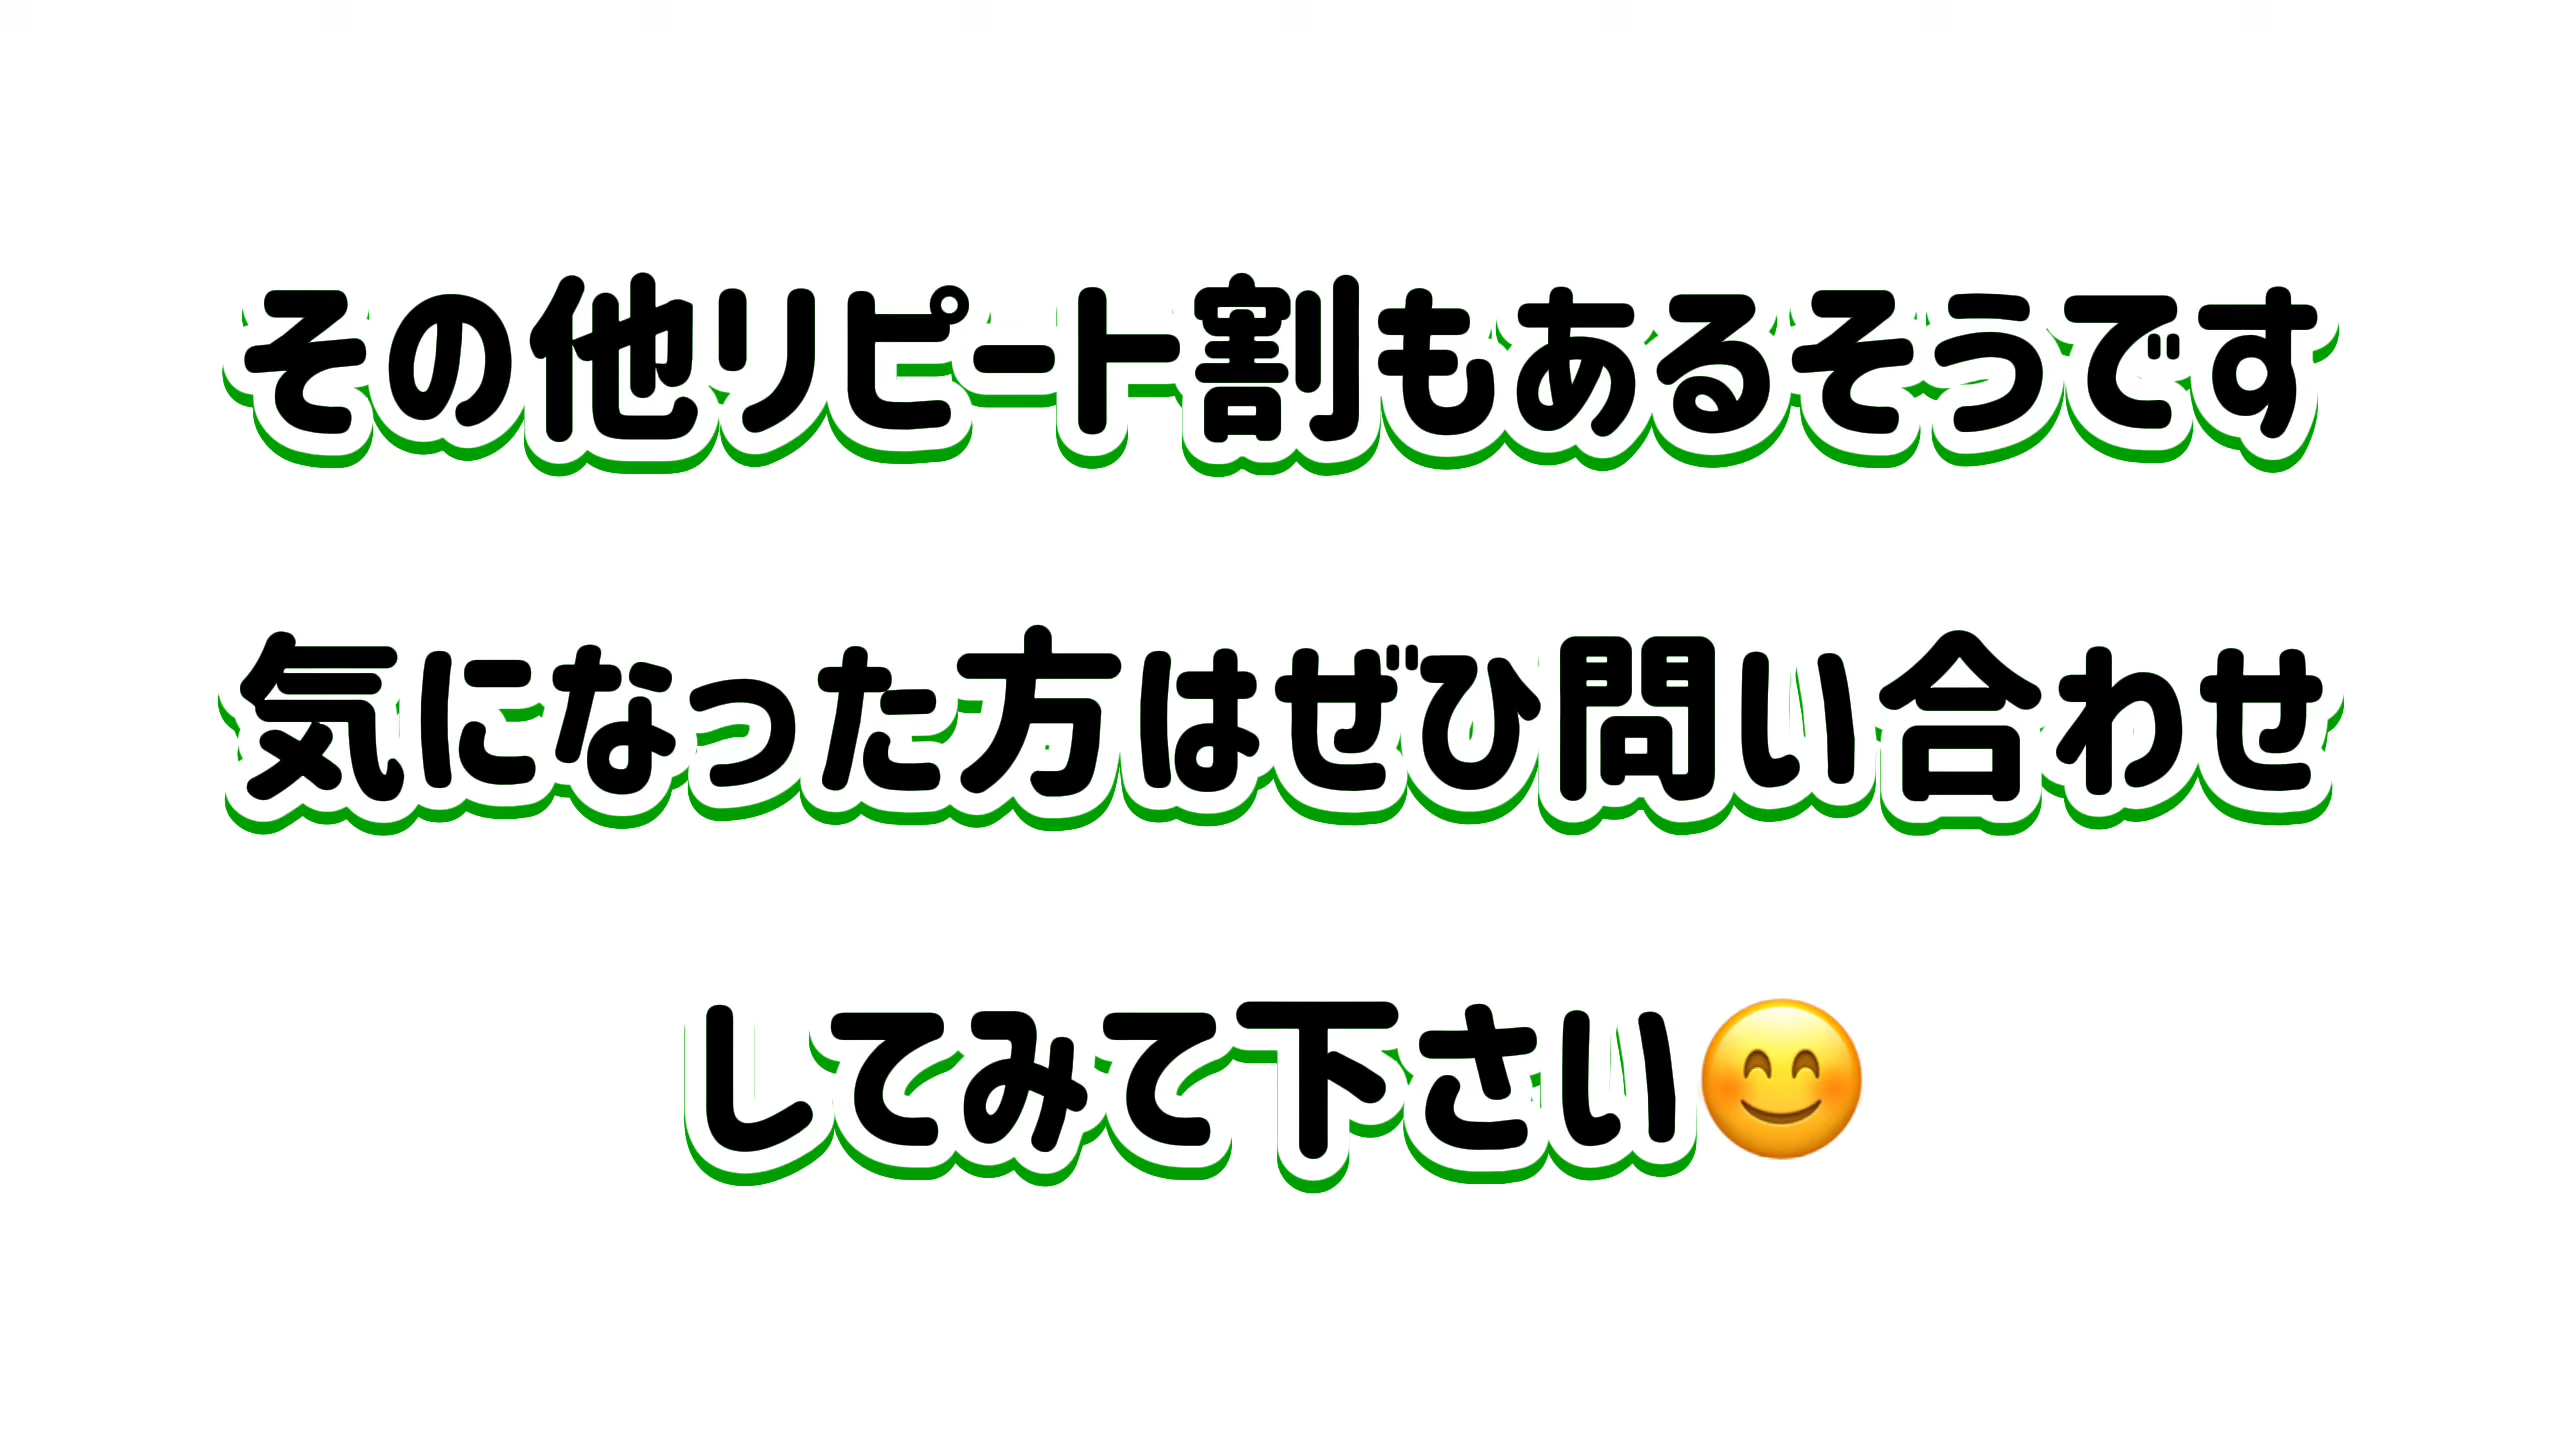 その他リピート割もあるそうです
気になった方はぜひ問い合わせ
してみて下さい😊